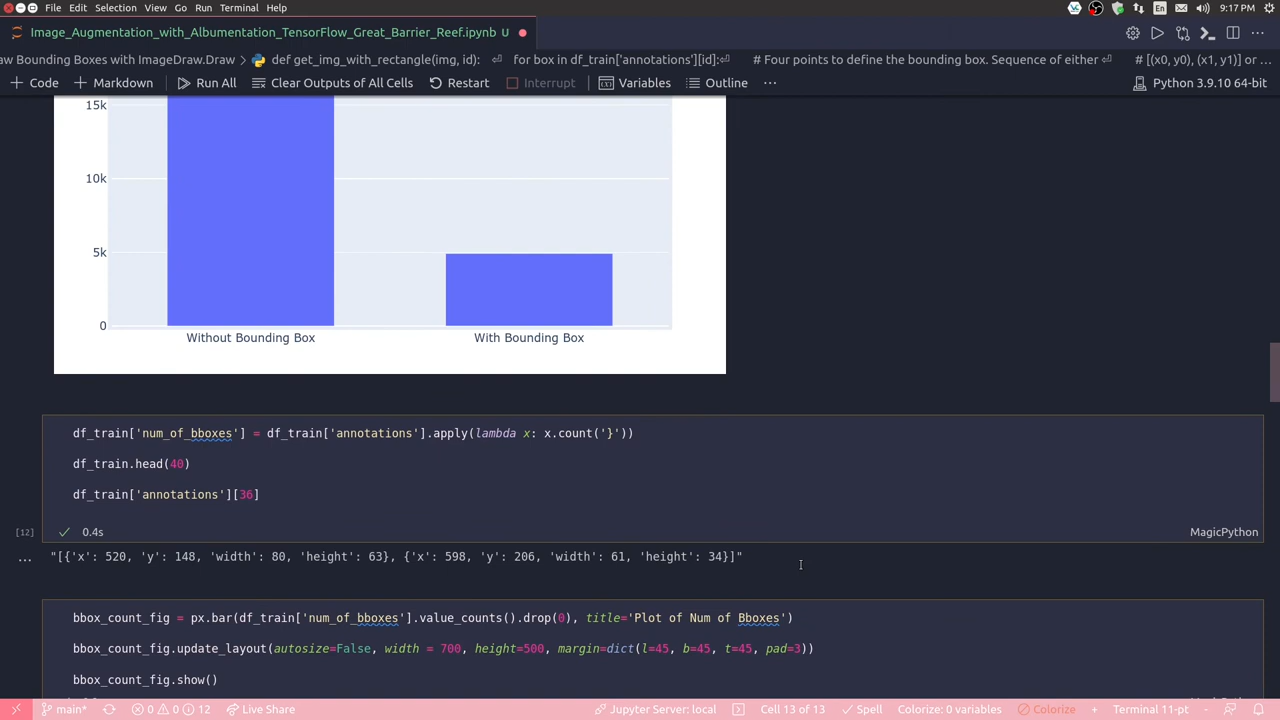 File Edit Selection View Go Run Terminal Help En 9:17 PM
Image_Augmentation_with_Albumentation_TensorFlow_Great_Barrier_Reef.ipynb U
aw Bounding Boxes with ImageDraw.Draw > def get_img_with_rectangle(img, id): > for box in df_train['annotations'][id]: > # Four points to define the bounding box. Sequence of either > # [(x0, y0), (x1, y1)] or ...
+ Code + Markdown Run All Clear Outputs of All Cells Restart Interrupt Variables Outline ... Python 3.9.10 64-bit
15k
10k
5k
0
Without Bounding Box With Bounding Box
df_train['num_of_bboxes'] = df_train['annotations'].apply(lambda x: x.count('}'))
df_train.head(40)
df_train['annotations'][36]
[12] 0.4s MagicPython
... "[{'x': 520, 'y': 148, 'width': 80, 'height': 63}, {'x': 598, 'y': 206, 'width': 61, 'height': 34}]"
bbox_count_fig = px.bar(df_train['num_of_bboxes'].value_counts().drop(0), title='Plot of Num of Bboxes')
bbox_count_fig.update_layout(autosize=False, width = 700, height=500, margin=dict(l=45, b=45, t=45, pad=3))
bbox_count_fig.show()
main* 0 0 12 Live Share Jupyter Server: local Cell 13 of 13 Spell Colorize: 0 variables Colorize + Terminal 11-pt -